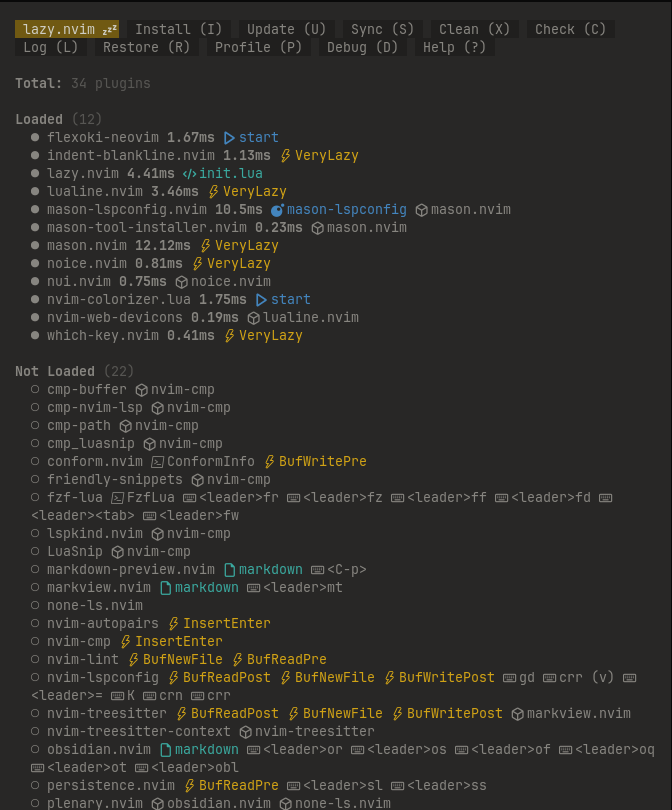 lazy.nvim zzz Install (I) Update (U) Sync (S) Clean (X) Check (C)
Log (L) Restore (R) Profile (P) Debug (D) Help (?)
Total: 34 plugins
Loaded (12)
● flexoki-neovim 1.67ms start
● indent-blankline.nvim 1.13ms VeryLazy
● lazy.nvim 4.41ms init.lua
● lualine.nvim 3.46ms VeryLazy
● mason-lspconfig.nvim 10.5ms mason-lspconfig mason.nvim
● mason-tool-installer.nvim 0.23ms mason.nvim
● mason.nvim 12.12ms VeryLazy
● noice.nvim 0.81ms VeryLazy
● nui.nvim 0.75ms noice.nvim
● nvim-colorizer.lua 1.75ms start
● nvim-web-devicons 0.19ms lualine.nvim
● which-key.nvim 0.41ms VeryLazy
Not Loaded (22)
○ cmp-buffer nvim-cmp
○ cmp-nvim-lsp nvim-cmp
○ cmp-path nvim-cmp
○ cmp_luasnip nvim-cmp
○ conform.nvim ConformInfo BufWritePre
○ friendly-snippets nvim-cmp
○ fzf-lua FzfLua <leader>fr <leader>fz <leader>ff <leader>fd
<leader><tab> <leader>fw
○ lspkind.nvim nvim-cmp
○ LuaSnip nvim-cmp
○ markdown-preview.nvim markdown <C-p>
○ markview.nvim markdown <leader>mt
○ none-ls.nvim
○ nvim-autopairs InsertEnter
○ nvim-cmp InsertEnter
○ nvim-lint BufNewFile BufReadPre
○ nvim-lspconfig BufReadPost BufNewFile BufWritePost gd crr (v)
<leader>= K crn crr
○ nvim-treesitter BufReadPost BufNewFile BufWritePost markview.nvim
○ nvim-treesitter-context nvim-treesitter
○ obsidian.nvim markdown <leader>or <leader>os <leader>of <leader>oq
<leader>ot <leader>obl
○ persistence.nvim BufReadPre <leader>sl <leader>ss
○ plenary.nvim obsidian.nvim none-ls.nvim